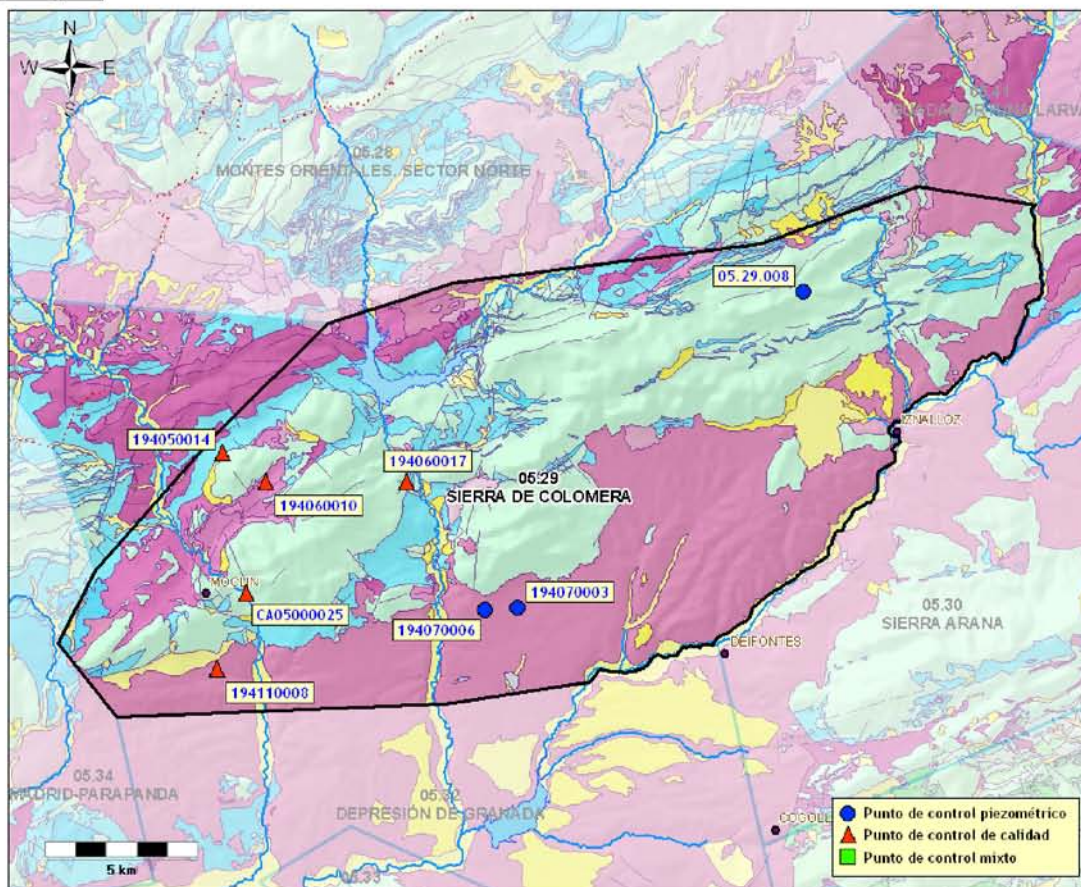 N
W E
S
05.28
MONTES ORIENTALES. SECTOR NORTE
05.29.008
194050014
194060017
05.29
SIERRA DE COLOMERA
IZNALLOZ
194060010
MOCLIN
CA05000025
194070003
194070006
05.30
SIERRA ARANA
DEIFONTES
194110008
05.34
MADRID-PARAPANDA
05.32
DEPRESIÓN DE GRANADA
05.33
5 km
Punto de control piezométrico
Punto de control de calidad
Punto de control mixto